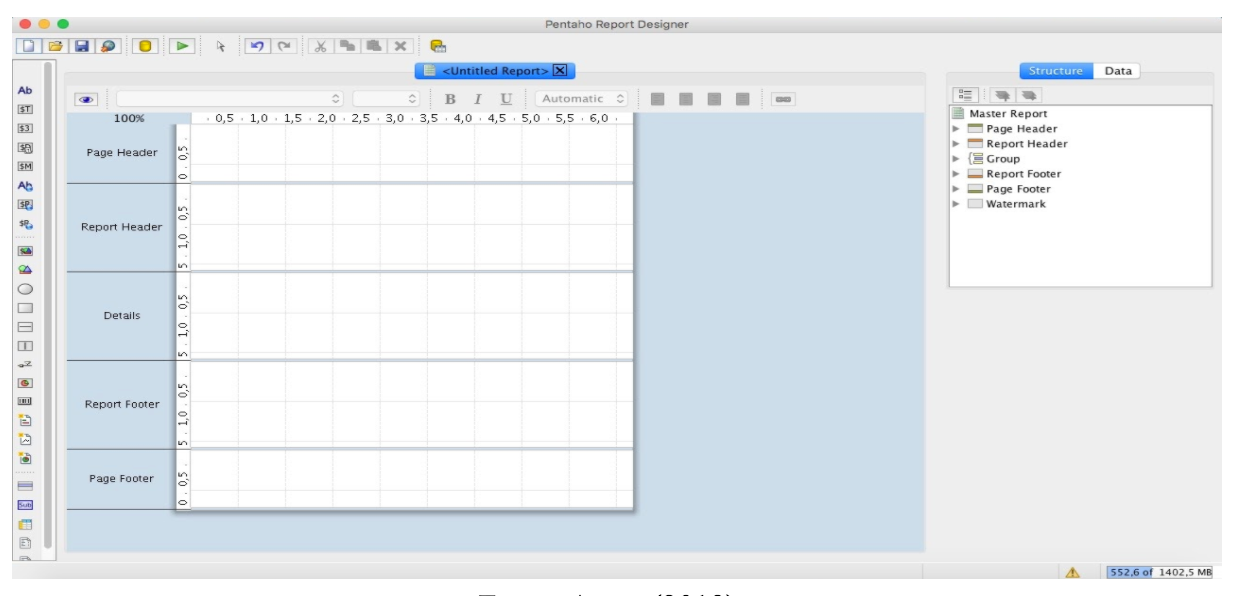 Pentaho Report Designer
<Untitled Report>
Structure Data
Ab
Automatic
B I U
100%
0,5 1,0 1,5 2,0 2,5 3,0 3,5 4,0 4,5 5,0 5,5 6,0
Page Header
Report Header
Details
Report Footer
Page Footer
Master Report
Page Header
Report Header
Group
Report Footer
Page Footer
Watermark
Sub
552,6 of 1402,5 MB